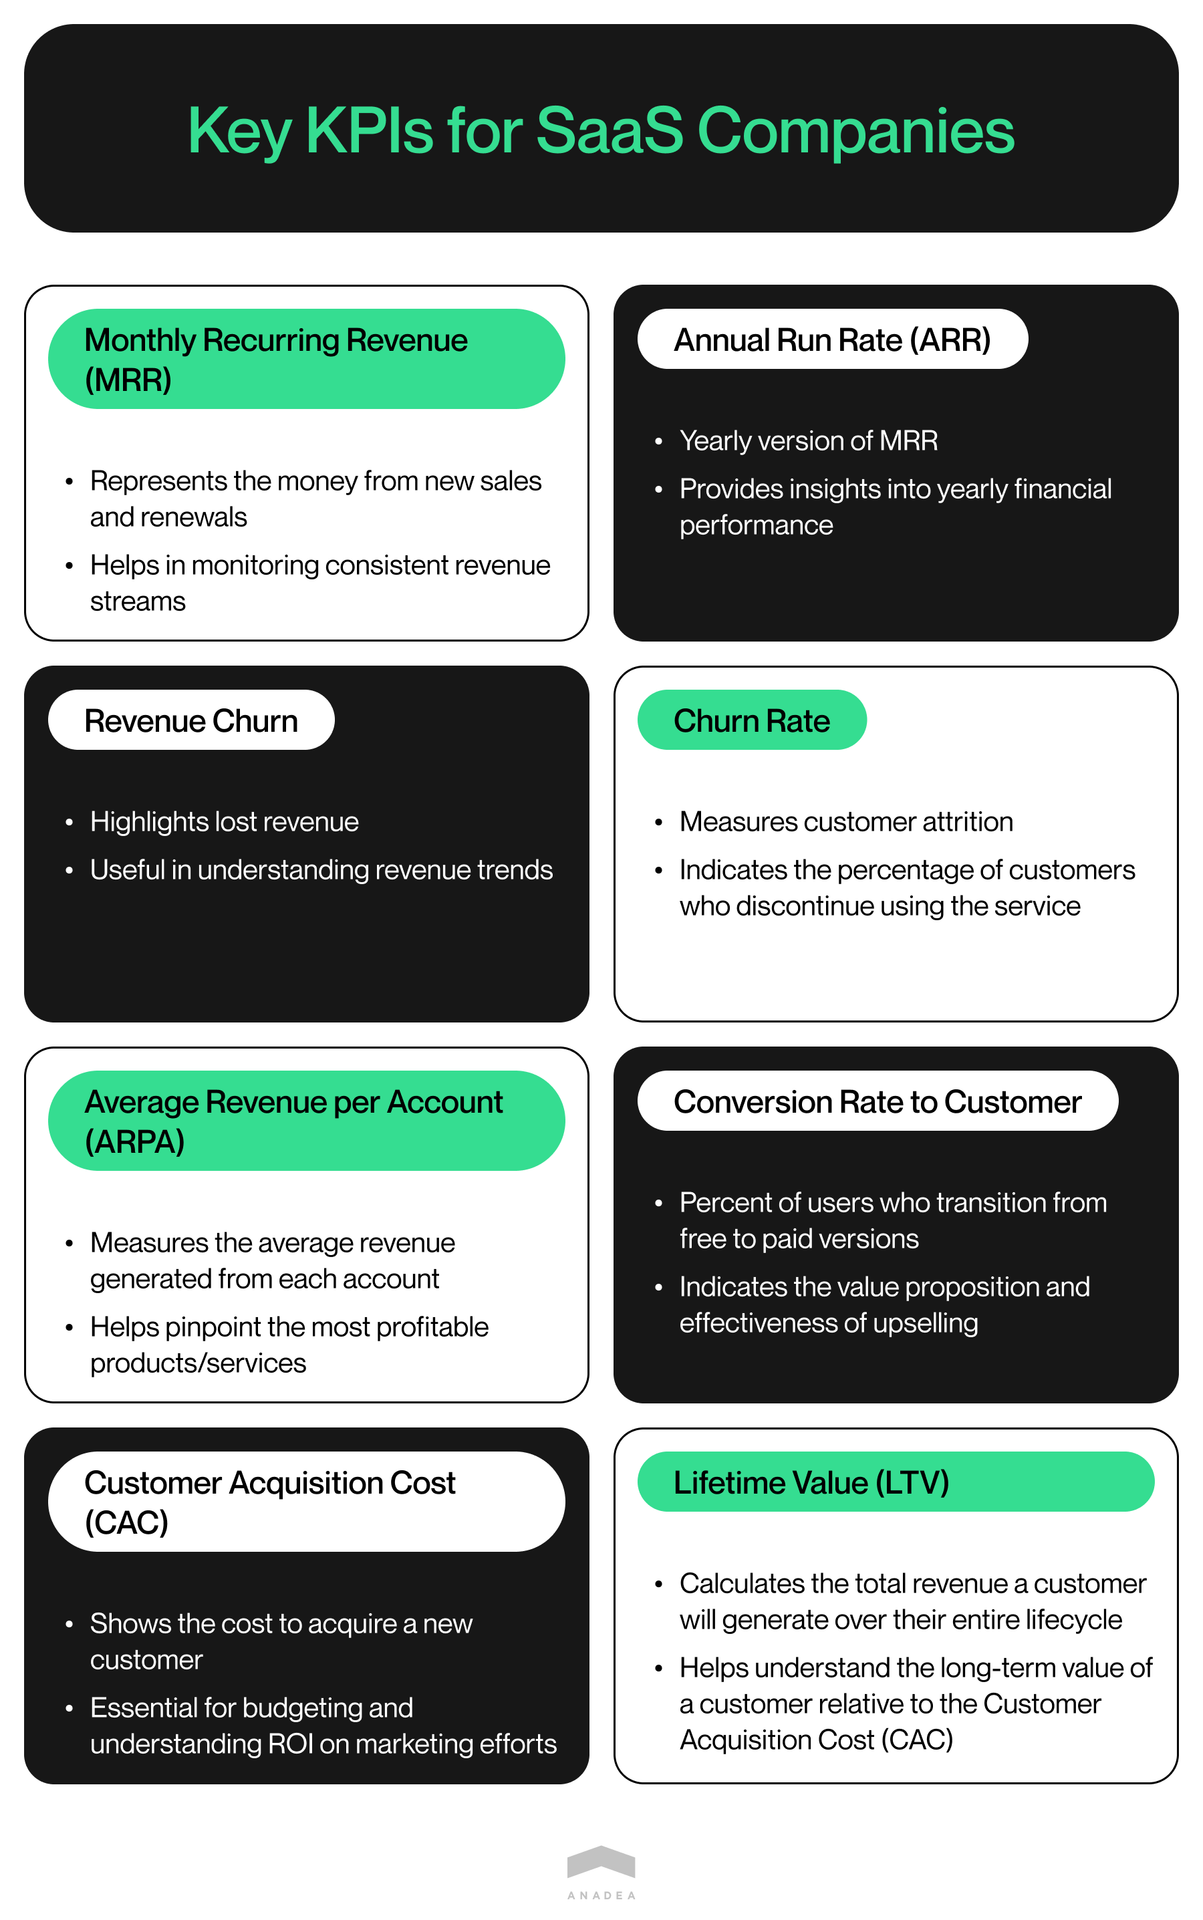 Key KPIs for SaaS Companies
Monthly Recurring Revenue
(MRR)
• Represents the money from new sales
and renewals
• Helps in monitoring consistent revenue
streams
Annual Run Rate (ARR)
• Yearly version of MRR
• Provides insights into yearly financial
performance
Revenue Churn
• Highlights lost revenue
• Useful in understanding revenue trends
Churn Rate
• Measures customer attrition
• Indicates the percentage of customers
who discontinue using the service
Average Revenue per Account
(ARPA)
• Measures the average revenue
generated from each account
• Helps pinpoint the most profitable
products/services
Conversion Rate to Customer
• Percent of users who transition from
free to paid versions
• Indicates the value proposition and
effectiveness of upselling
Customer Acquisition Cost
(CAC)
• Shows the cost to acquire a new
customer
• Essential for budgeting and
understanding ROI on marketing efforts
Lifetime Value (LTV)
• Calculates the total revenue a customer
will generate over their entire lifecycle
• Helps understand the long-term value of
a customer relative to the Customer
Acquisition Cost (CAC)
ANADEA